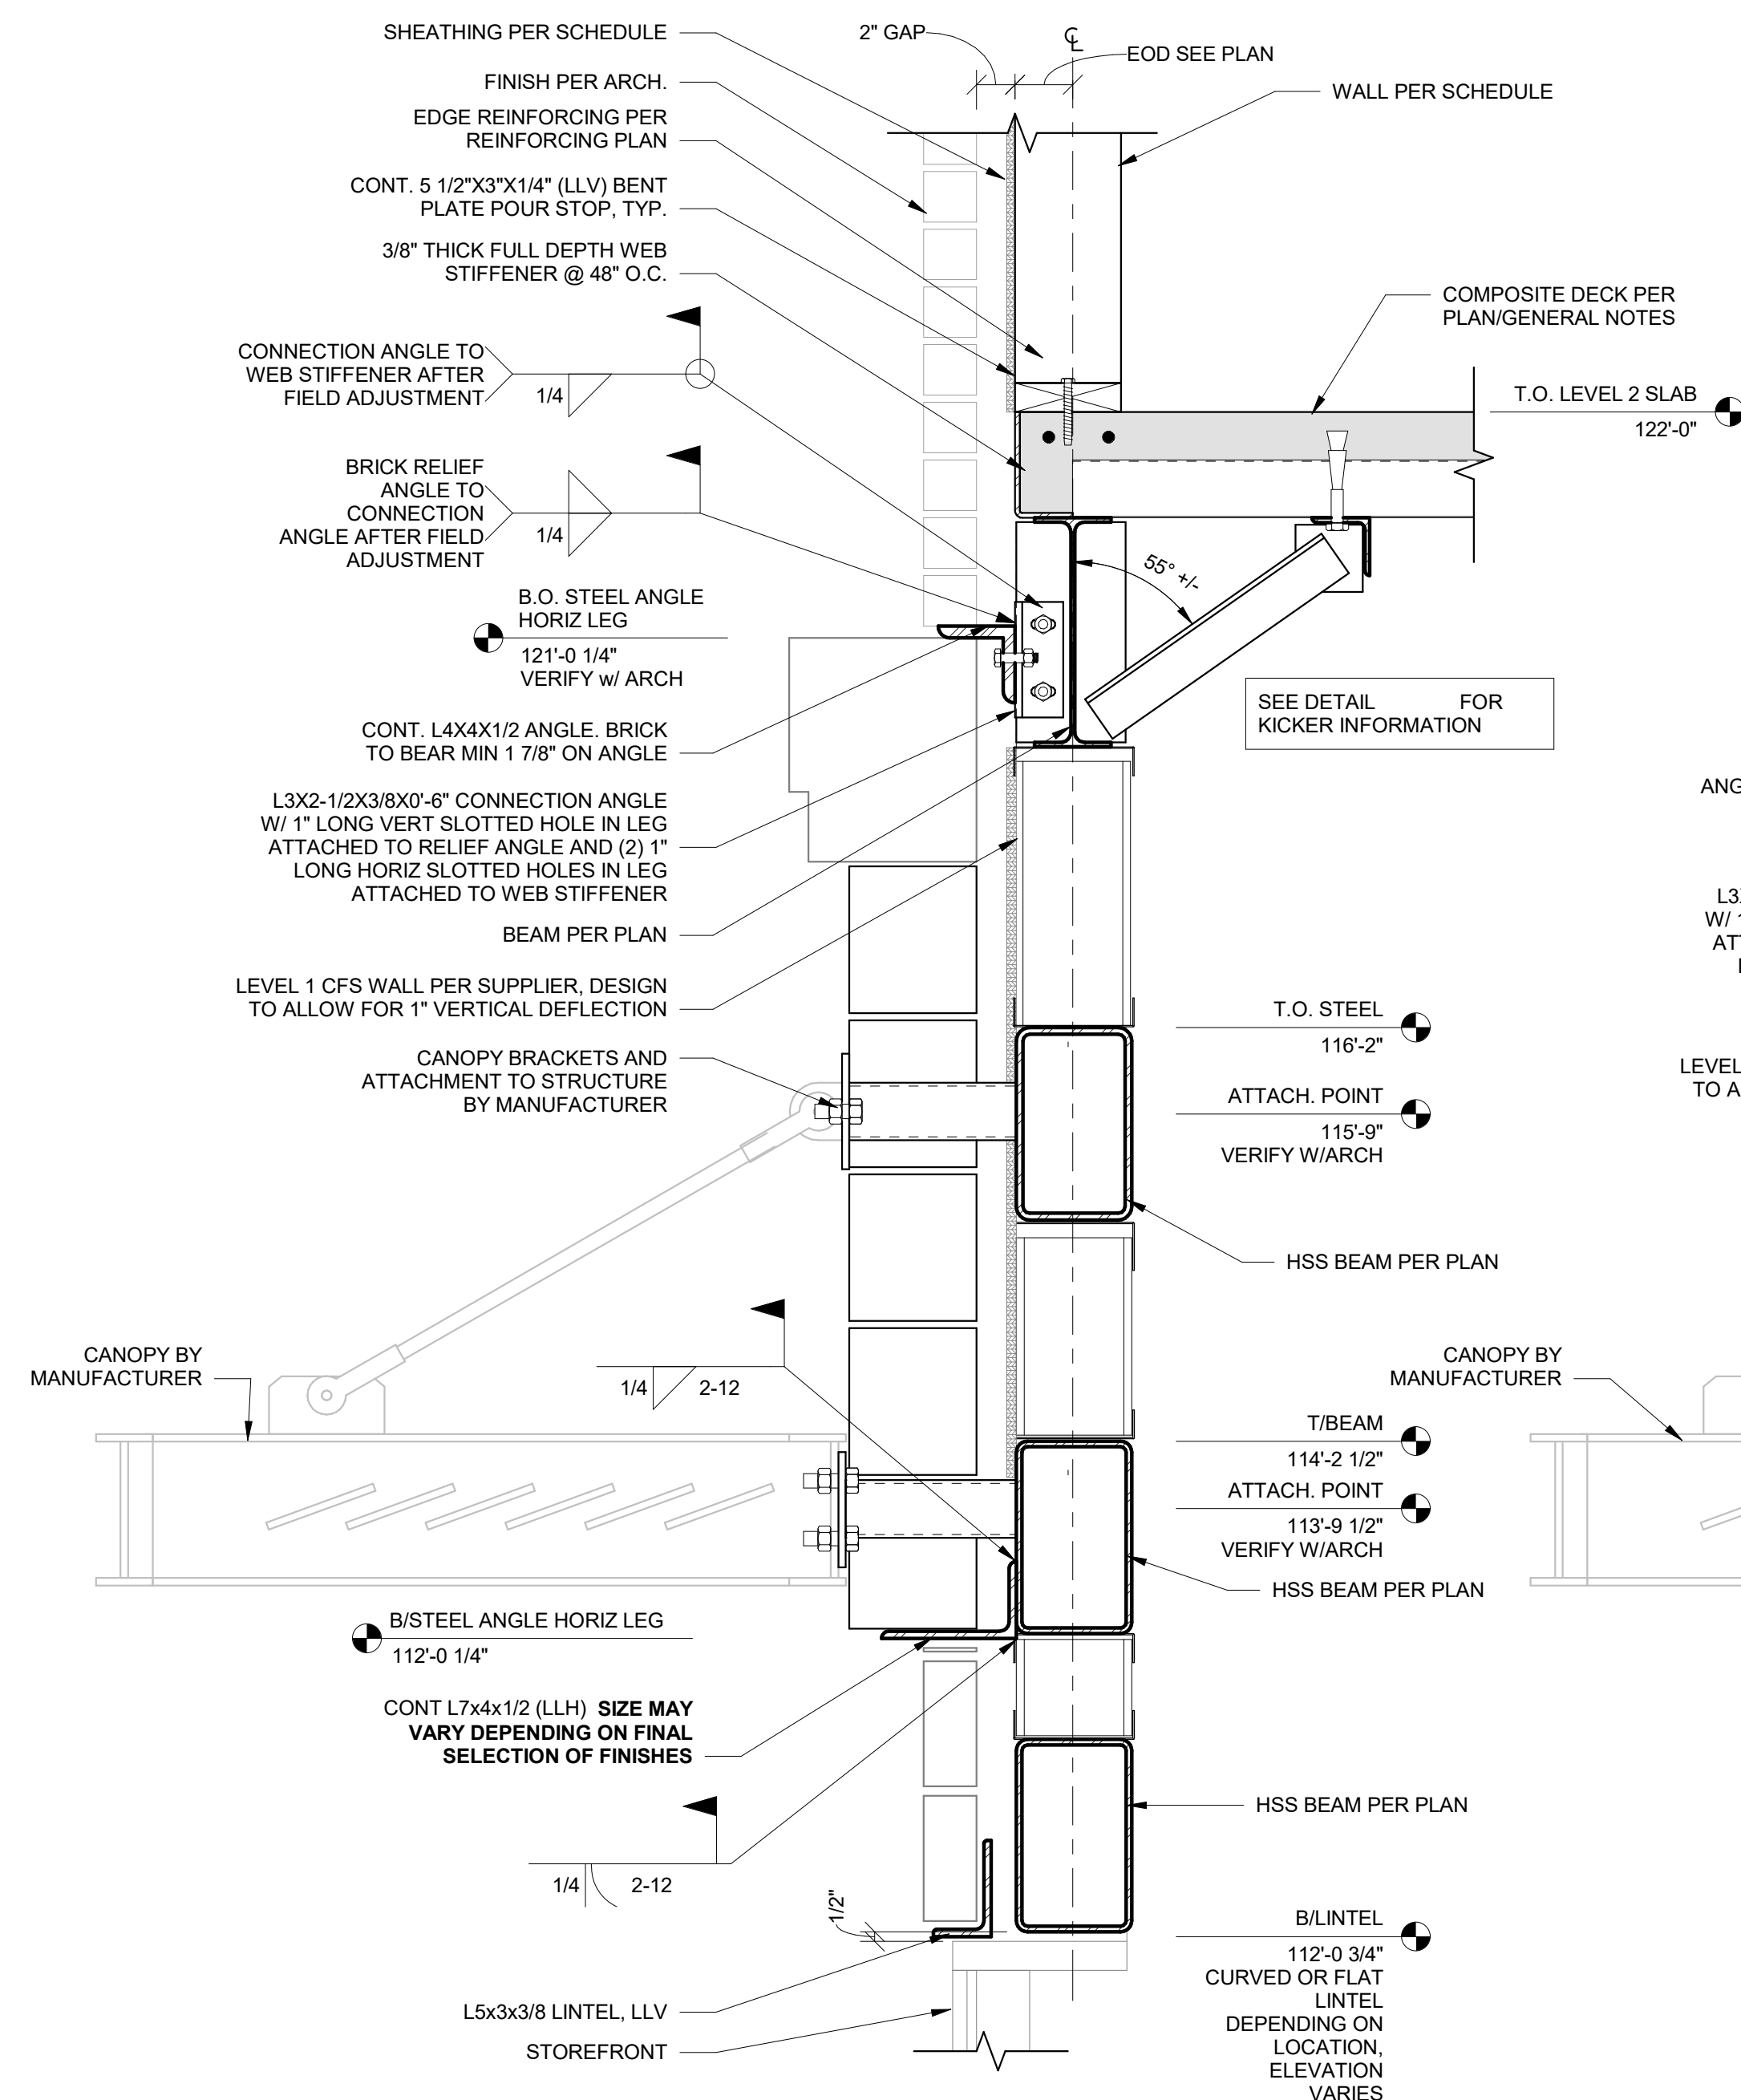 SHEATHING PER SCHEDULE
FINISH PER ARCH.
EDGE REINFORCING PER
REINFORCING PLAN
CONT. 5 1/2"X3"X1/4" (LLV) BENT
PLATE POUR STOP, TYP.
3/8" THICK FULL DEPTH WEB
STIFFENER @ 48" O.C.
2" GAP
EOD SEE PLAN
WALL PER SCHEDULE
COMPOSITE DECK PER
PLAN/GENERAL NOTES
T.O. LEVEL 2 SLAB
122'-0"
CONNECTION ANGLE TO
WEB STIFFENER AFTER
FIELD ADJUSTMENT
1/4
BRICK RELIEF
ANGLE TO
CONNECTION
ANGLE AFTER FIELD
ADJUSTMENT
1/4
55° +/-
B.O. STEEL ANGLE
HORIZ LEG
121'-0 1/4"
VERIFY w/ ARCH
SEE DETAIL FOR
KICKER INFORMATION
CONT. L4X4X1/2 ANGLE. BRICK
TO BEAR MIN 1 7/8" ON ANGLE
L3X2-1/2X3/8X0'-6" CONNECTION ANGLE
W/ 1" LONG VERT SLOTTED HOLE IN LEG
ATTACHED TO RELIEF ANGLE AND (2) 1"
LONG HORIZ SLOTTED HOLES IN LEG
ATTACHED TO WEB STIFFENER
BEAM PER PLAN
LEVEL 1 CFS WALL PER SUPPLIER, DESIGN
TO ALLOW FOR 1" VERTICAL DEFLECTION
CANOPY BRACKETS AND
ATTACHMENT TO STRUCTURE
BY MANUFACTURER
T.O. STEEL
116'-2"
ATTACH. POINT
115'-9"
VERIFY W/ARCH
HSS BEAM PER PLAN
CANOPY BY
MANUFACTURER
1/4
2-12
CANOPY BY
MANUFACTURER
T/BEAM
114'-2 1/2"
ATTACH. POINT
113'-9 1/2"
VERIFY W/ARCH
HSS BEAM PER PLAN
B/STEEL ANGLE HORIZ LEG
112'-0 1/4"
CONT L7x4x1/2 (LLH) SIZE MAY
VARY DEPENDING ON FINAL
SELECTION OF FINISHES
1/4
2-12
HSS BEAM PER PLAN
1/2"
B/LINTEL
112'-0 3/4"
CURVED OR FLAT
LINTEL
DEPENDING ON
LOCATION,
ELEVATION
VARIES
L5x3x3/8 LINTEL, LLV
STOREFRONT
W/
LEVEL
TO A